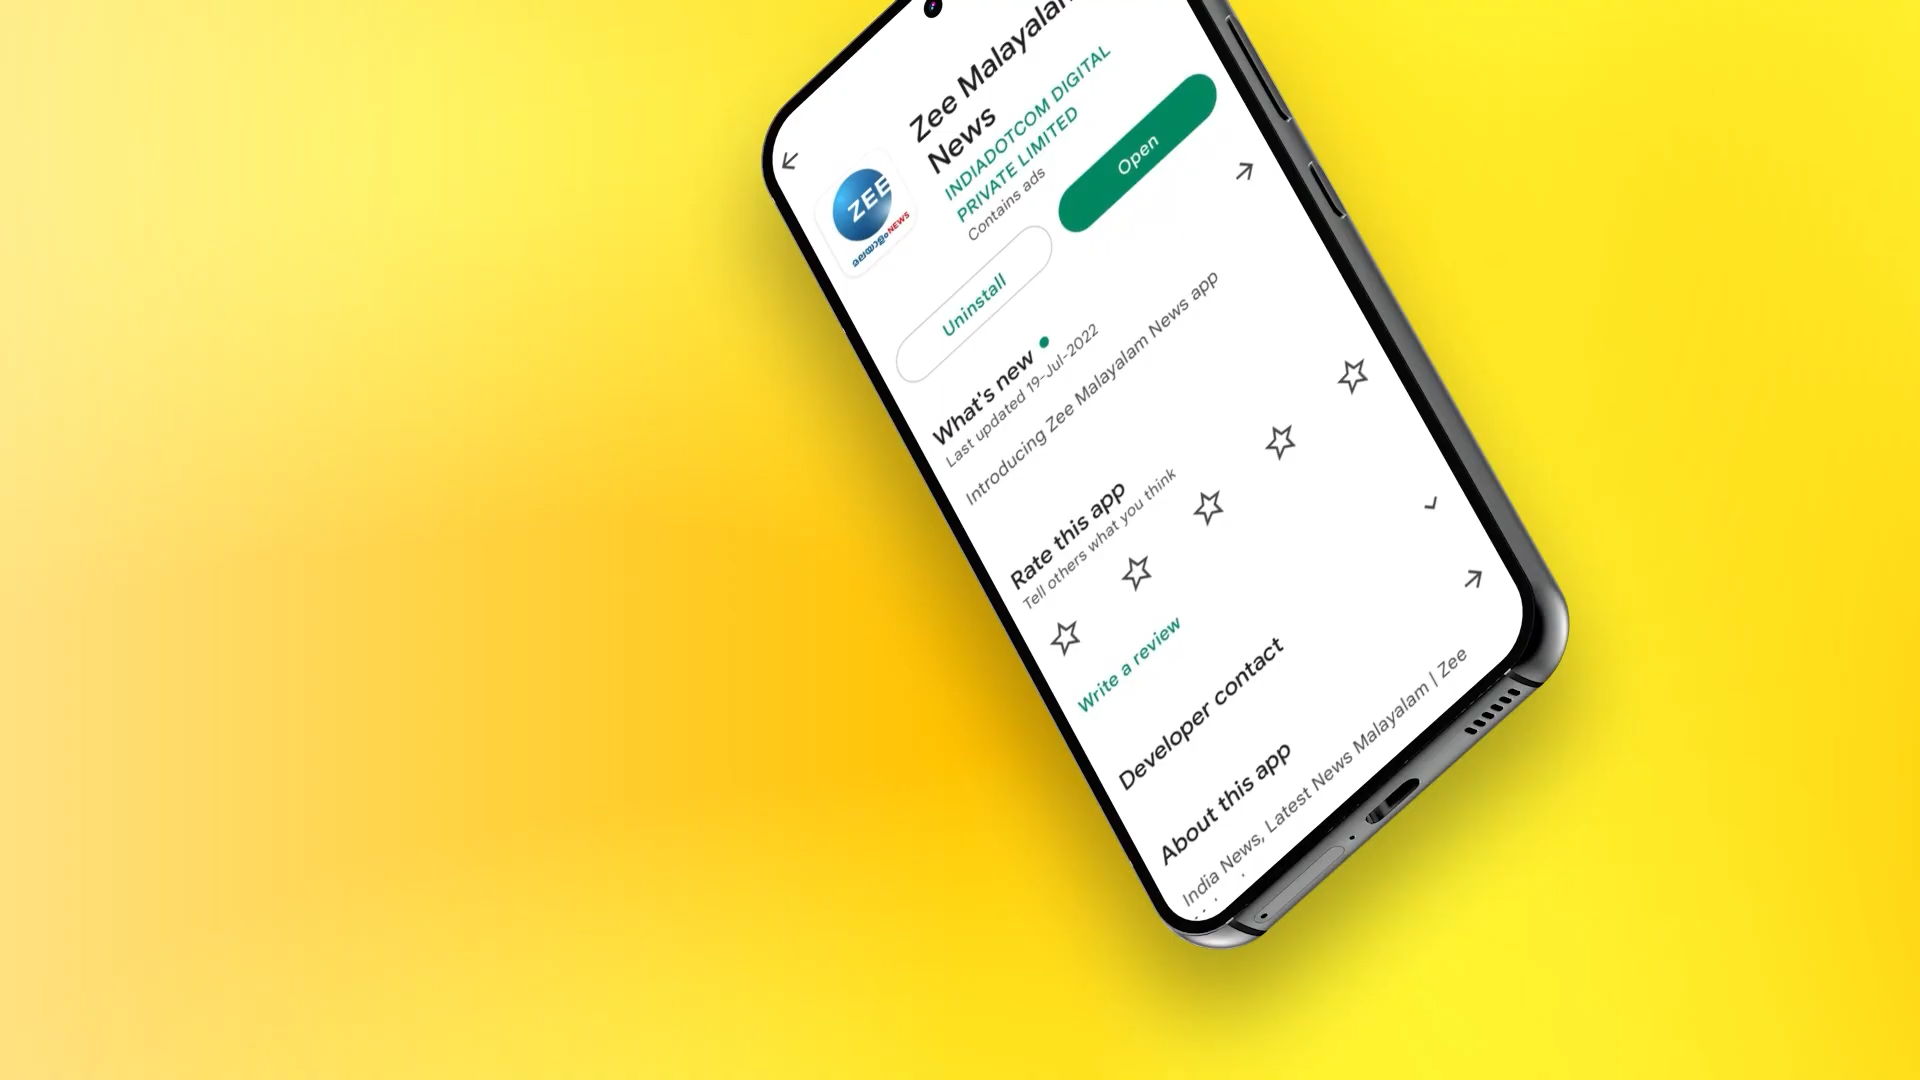 Zee Malayalam
News
INDIADOTCOM DIGITAL
PRIVATE LIMITED
Contains ads
ZEE
മലയാളം NEWS
Uninstall
Open
What's new
Last updated 19-Jul-2022
Introducing Zee Malayalam News app
Rate this app
Tell others what you think
Write a review
Developer contact
About this app
India News, Latest News Malayalam | Zee